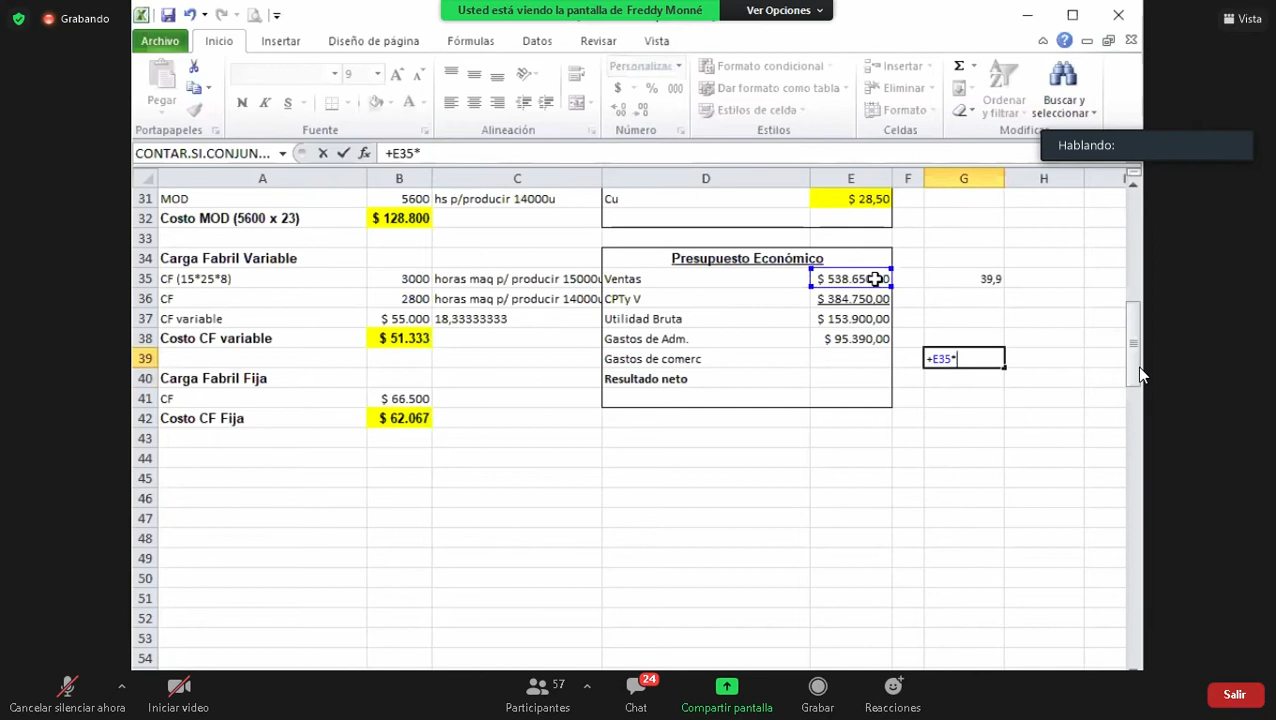 Grabando
Usted está viendo la pantalla de Freddy Monné
Ver Opciones
Vista
Archivo
Inicio
Insertar
Diseño de página
Fórmulas
Datos
Revisar
Vista
Pegar
Portapapeles
9
N K S
Fuente
Alineación
Personaliza
$ % 000
Número
Formato condicional
Dar formato como tabla
Estilos de celda
Estilos
Insertar
Eliminar
Formato
Celdas
Σ
Ordenar y filtrar
Buscar y seleccionar
Modificar
Hablando:
CONTAR.SI.CONJUN...
fx
+E35*
A B C D E F G H
31 MOD 5600 hs p/producir 14000u Cu $ 28,50
32 Costo MOD (5600 x 23) $ 128.800
33
34 Carga Fabril Variable Presupuesto Económico
35 CF (15*25*8) 3000 horas maq p/ producir 15000u Ventas $ 538.650,00 39,9
36 CF 2800 horas maq p/ producir 14000u CPTy V $ 384.750,00
37 CF variable $ 55.000 18,33333333 Utilidad Bruta $ 153.900,00
38 Costo CF variable $ 51.333 Gastos de Adm. $ 95.390,00
39 Gastos de comerc +E35*
40 Carga Fabril Fija Resultado neto
41 CF $ 66.500
42 Costo CF Fija $ 62.067
43
44
45
46
47
48
49
50
51
52
53
54
Cancelar silenciar ahora
Iniciar video
57
Participantes
24
Chat
Compartir pantalla
Grabar
Reacciones
Salir